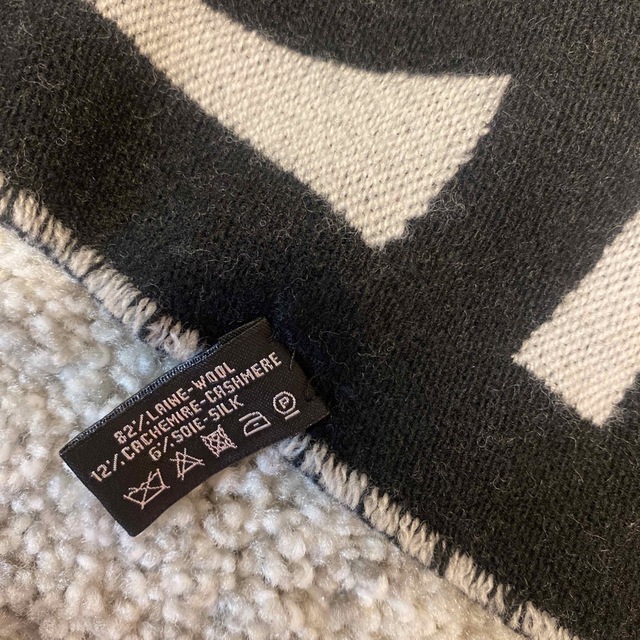 82% LAINE-WOOL
12% CACHEMIRE-CASHMERE
6% SOIE-SILK
P